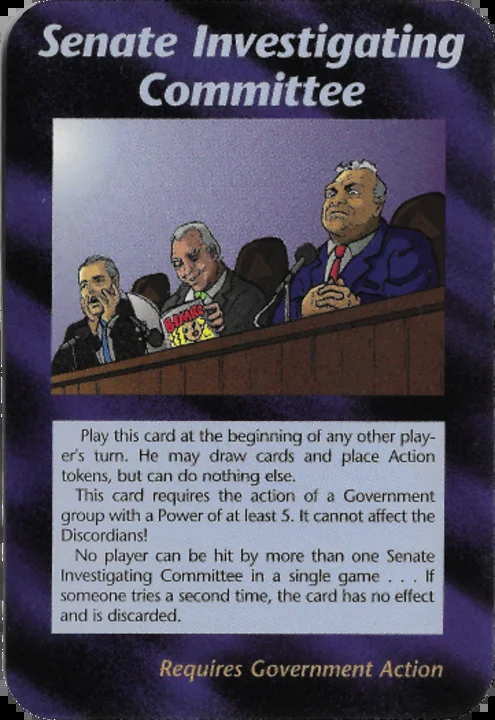 Senate Investigating
Committee
BIMBO
Play this card at the beginning of any other play-
er's turn. He may draw cards and place Action
tokens, but can do nothing else.
This card requires the action of a Government
group with a Power of at least 5. It cannot affect the
Discordians!
No player can be hit by more than one Senate
Investigating Committee in a single game . . . If
someone tries a second time, the card has no effect
and is discarded.
Requires Government Action